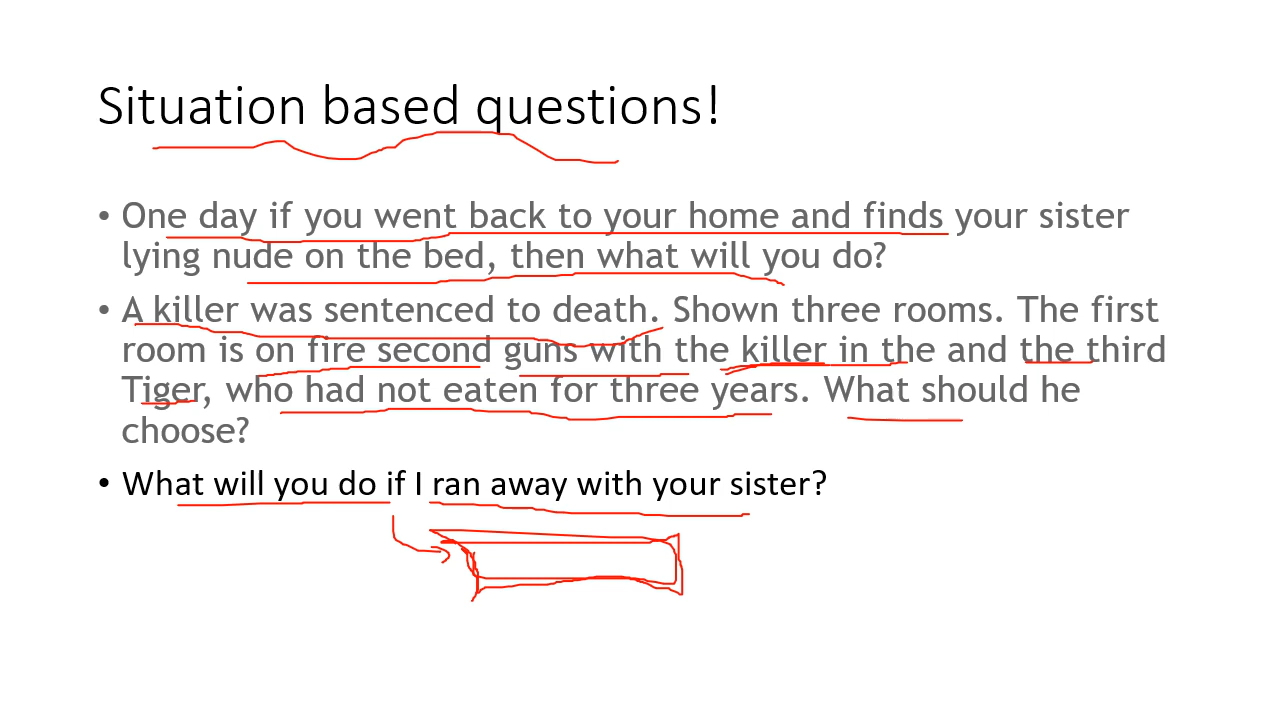 Situation based questions!
• One day if you went back to your home and finds your sister
lying nude on the bed, then what will you do?
• A killer was sentenced to death. Shown three rooms. The first
room is on fire second guns with the killer in the and the third
Tiger, who had not eaten for three years. What should he
choose?
• What will you do if I ran away with your sister?